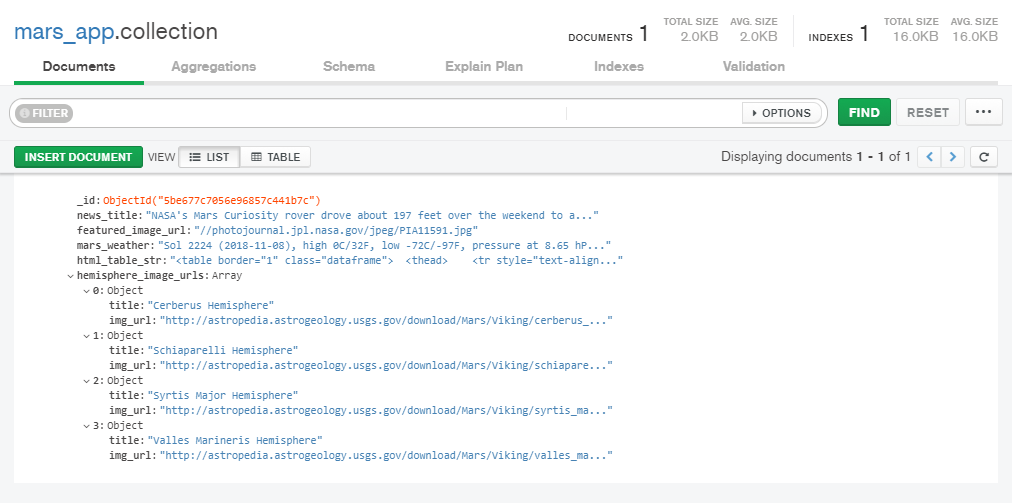 mars_app.collection
DOCUMENTS 1 TOTAL SIZE 2.0KB AVG. SIZE 2.0KB INDEXES 1 TOTAL SIZE 16.0KB AVG. SIZE 16.0KB
Documents Aggregations Schema Explain Plan Indexes Validation
FILTER OPTIONS FIND RESET ...
INSERT DOCUMENT VIEW LIST TABLE Displaying documents 1 - 1 of 1
_id: ObjectId("5be677c7056e96857c441b7c")
news_title: "NASA's Mars Curiosity rover drove about 197 feet over the weekend to a..."
featured_image_url: "//photojournal.jpl.nasa.gov/jpeg/PIA11591.jpg"
mars_weather: "Sol 2224 (2018-11-08), high 0C/32F, low -72C/-97F, pressure at 8.65 hP..."
html_table_str: "<table border="1" class="dataframe"> <thead> <tr style="text-align..."
hemisphere_image_urls: Array
0: Object
title: "Cerberus Hemisphere"
img_url: "http://astropedia.astrogeology.usgs.gov/download/Mars/Viking/cerberus_..."
1: Object
title: "Schiaparelli Hemisphere"
img_url: "http://astropedia.astrogeology.usgs.gov/download/Mars/Viking/schiapare..."
2: Object
title: "Syrtis Major Hemisphere"
img_url: "http://astropedia.astrogeology.usgs.gov/download/Mars/Viking/syrtis_ma..."
3: Object
title: "Valles Marineris Hemisphere"
img_url: "http://astropedia.astrogeology.usgs.gov/download/Mars/Viking/valles_ma..."